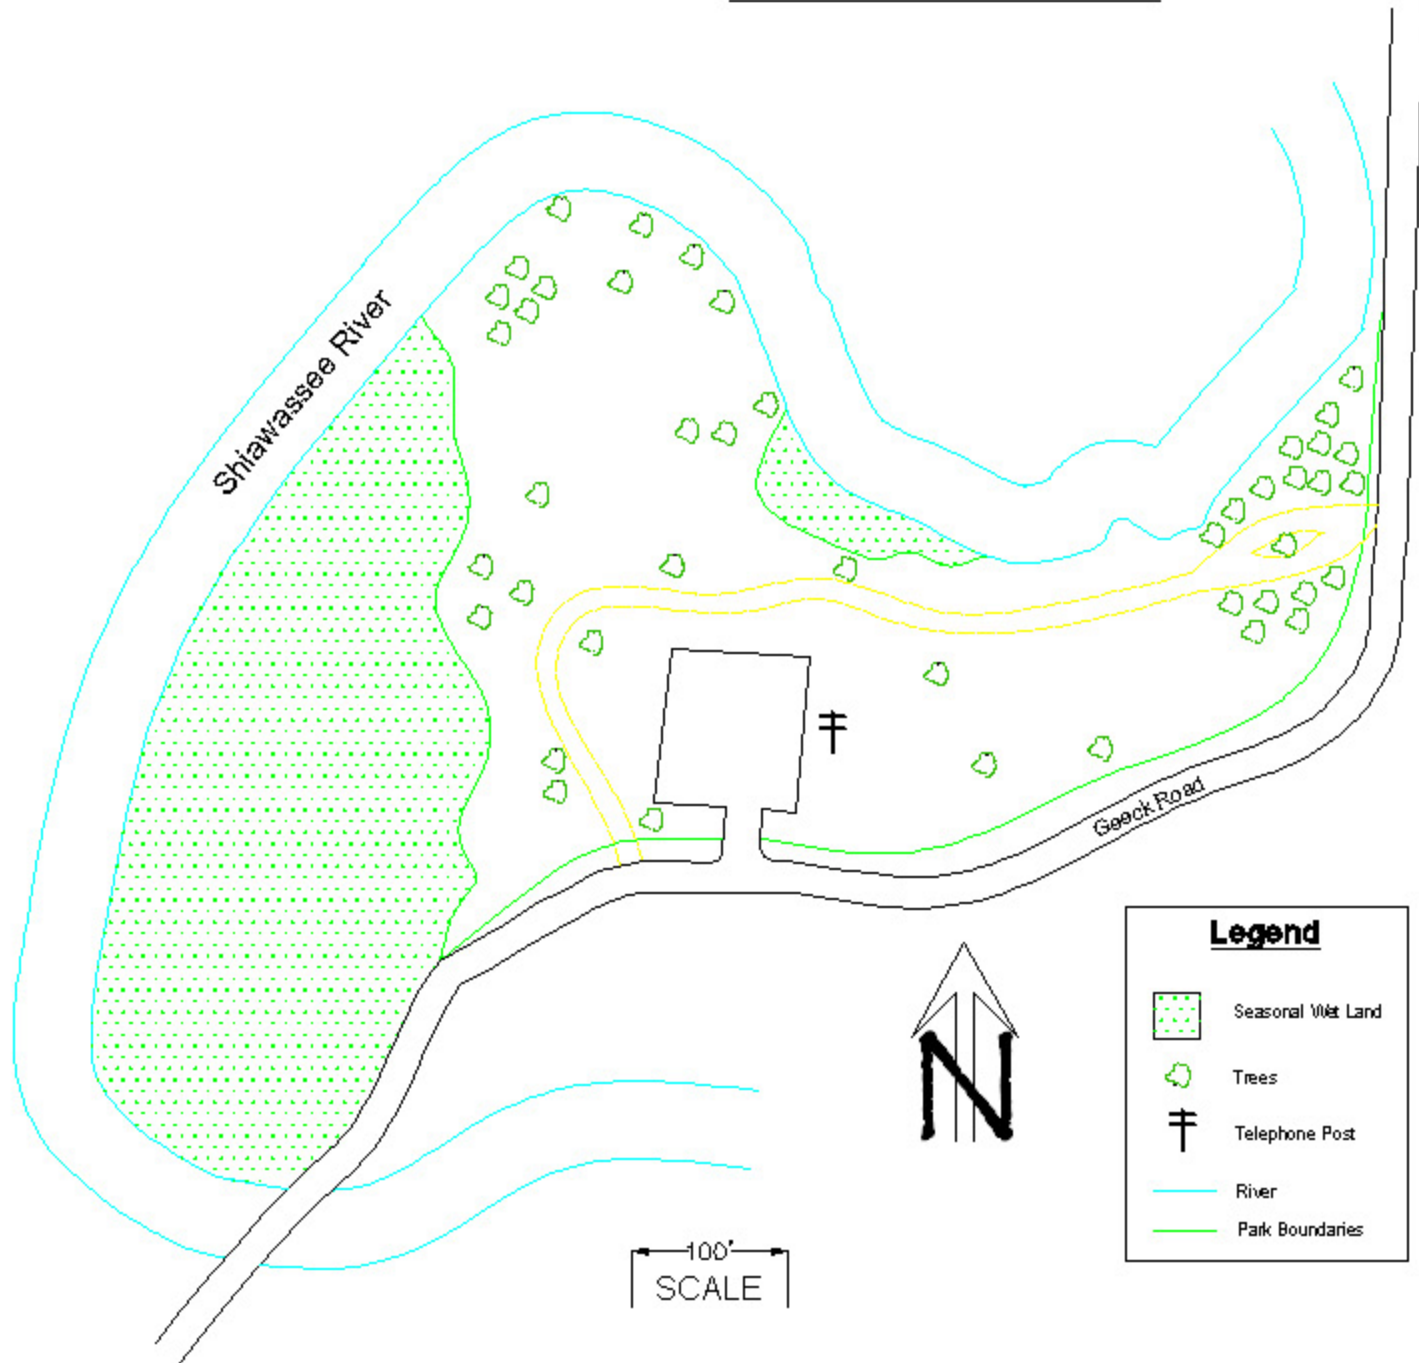 Shiawassee River
Geeck Road
N
Legend
Seasonal Wet Land
Trees
Telephone Post
River
Park Boundaries
100'
SCALE